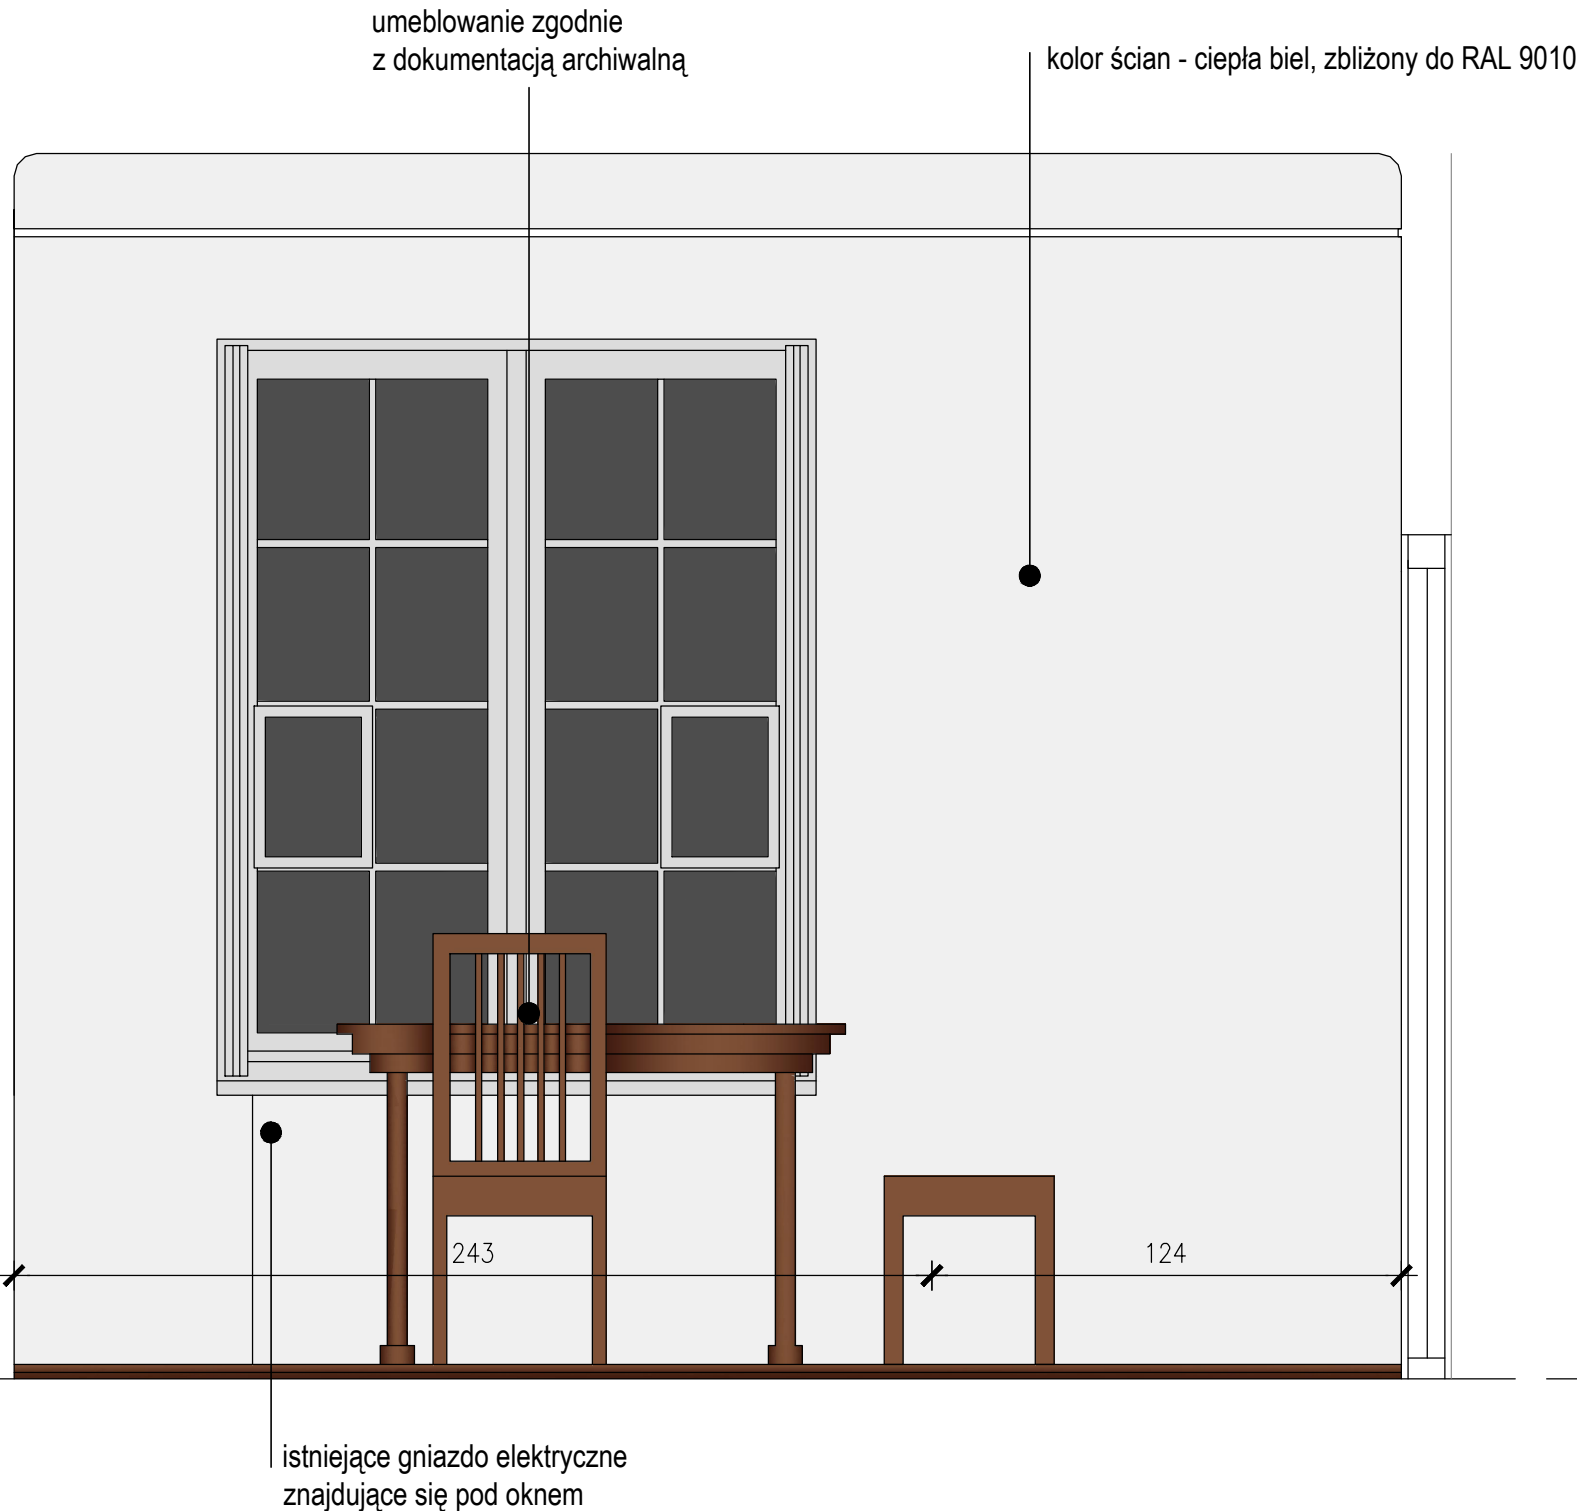 umeblowanie zgodnie
z dokumentacją archiwalną
kolor ścian - ciepła biel, zbliżony do RAL 9010
243
124
istniejące gniazdo elektryczne
znajdujące się pod oknem